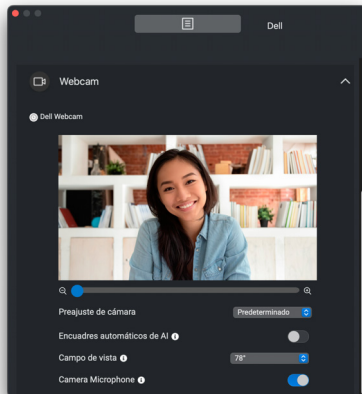 Dell
Webcam
Dell Webcam
Preajuste de cámara
Predeterminado
Encuadres automáticos de AI
Campo de vista
78°
Camera Microphone